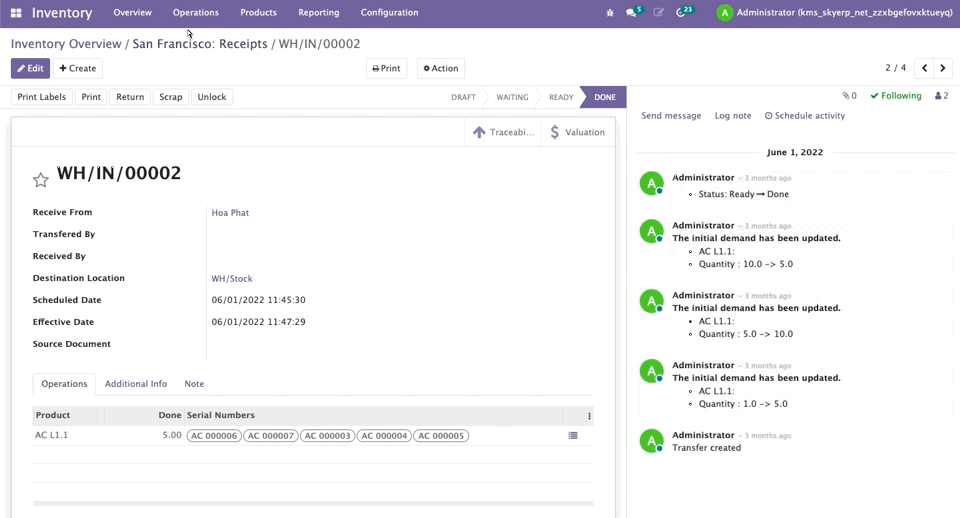 Inventory Overview Operations Products Reporting Configuration 5 23 A Administrator (kms_skyerp_net_zzxbgefovxktueyq)
Inventory Overview / San Francisco: Receipts / WH/IN/00002
Edit + Create Print Action 2 / 4
Print Labels Print Return Scrap Unlock DRAFT WAITING READY DONE 0 Following 2
Send message Log note Schedule activity
Traceabi... $ Valuation
June 1, 2022
WH/IN/00002
A Administrator – 3 months ago
Status: Ready → Done
Receive From Hoa Phat
Transfered By
Received By
Destination Location WH/Stock
Scheduled Date 06/01/2022 11:45:30
Effective Date 06/01/2022 11:47:29
Source Document
A Administrator – 3 months ago
The initial demand has been updated.
AC L1.1:
Quantity : 10.0 -> 5.0
A Administrator – 3 months ago
The initial demand has been updated.
AC L1.1:
Quantity : 5.0 -> 10.0
A Administrator – 3 months ago
The initial demand has been updated.
AC L1.1:
Quantity : 1.0 -> 5.0
A Administrator – 3 months ago
Transfer created
Operations Additional Info Note
Product Done Serial Numbers
AC L1.1 5.00 AC 000006 AC 000007 AC 000003 AC 000004 AC 000005